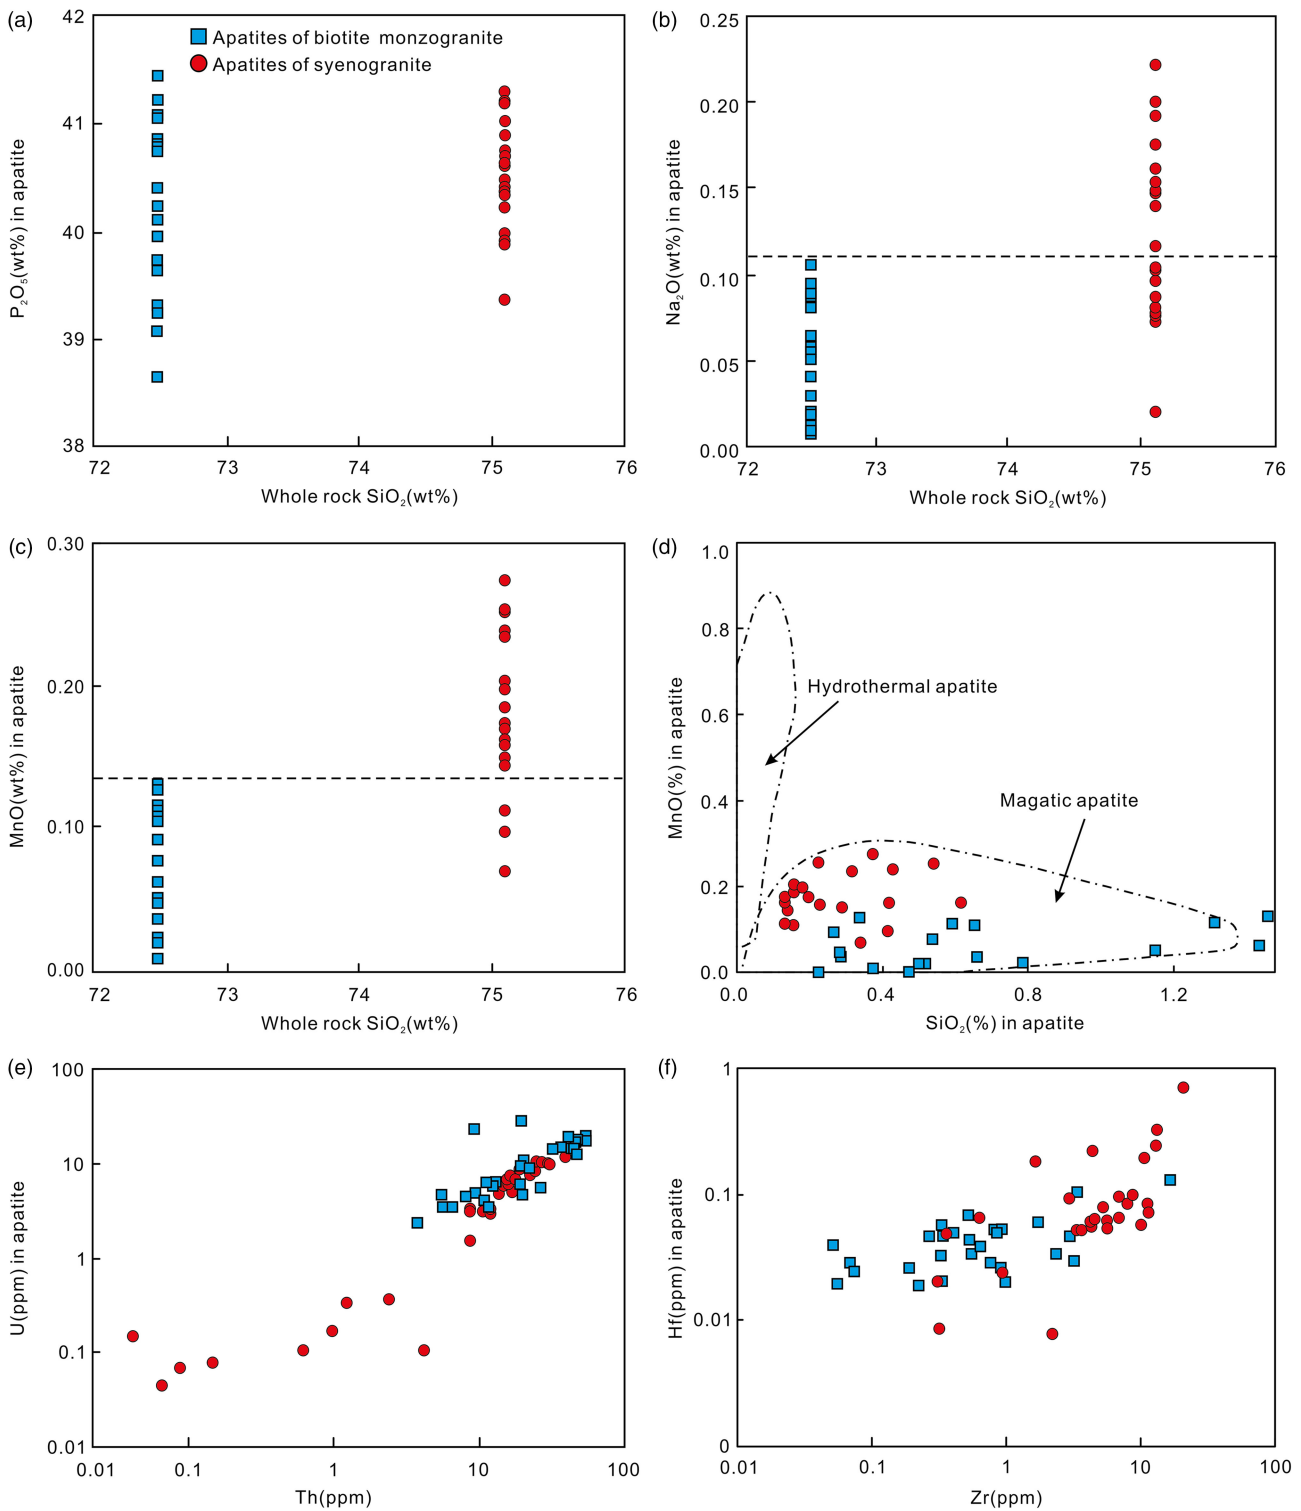 (a)
42
41
40
39
38
P₂O₅(wt%) in apatite
Apatites of biotite monzogranite
Apatites of syenogranite
72 73 74 75 76
Whole rock SiO₂(wt%)
(b)
0.25
0.20
0.15
0.10
0.05
0.00
Na₂O(wt%) in apatite
72 73 74 75 76
Whole rock SiO₂(wt%)
(c)
0.30
0.20
0.10
0.00
MnO(wt%) in apatite
72 73 74 75 76
Whole rock SiO₂(wt%)
(d)
1.0
0.8
0.6
0.4
0.2
0.0
MnO(%) in apatite
Hydrothermal apatite
Magatic apatite
0.0 0.4 0.8 1.2
SiO₂(%) in apatite
(e)
100
10
1
0.1
0.01
U(ppm) in apatite
0.01 0.1 1 10 100
Th(ppm)
(f)
1
0.1
0.01
0
Hf(ppm) in apatite
0.01 0.1 1 10 100
Zr(ppm)